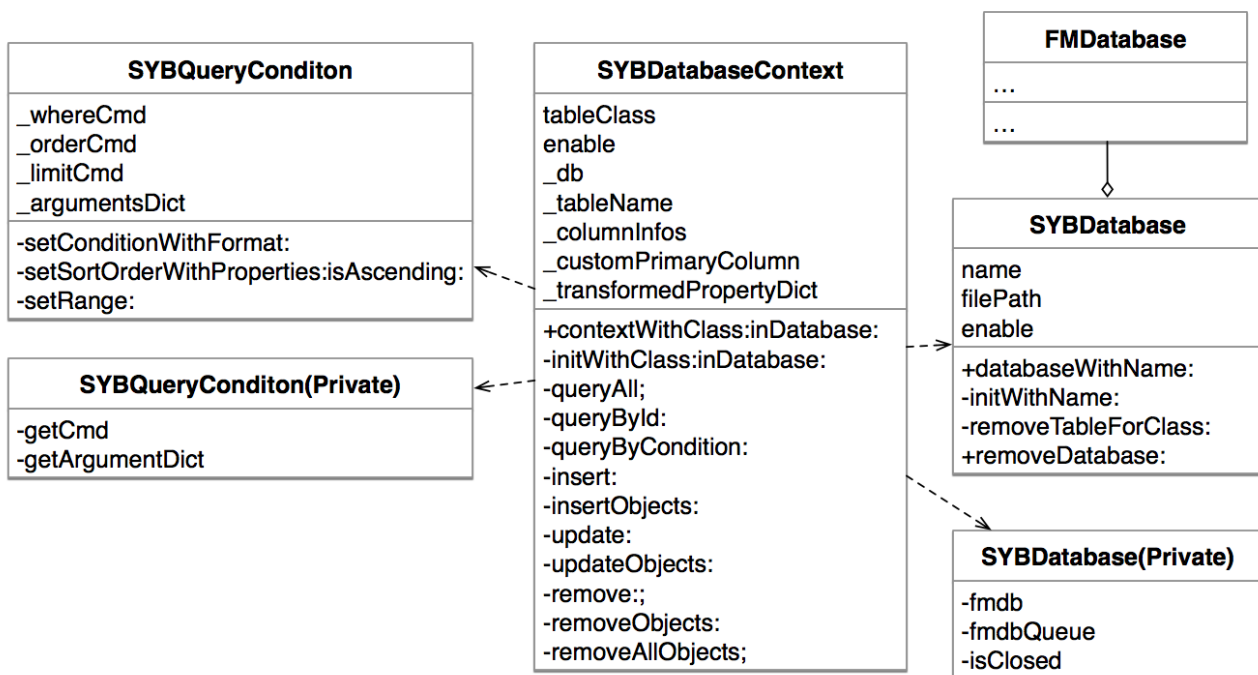 SYBQueryConditon
_whereCmd
_orderCmd
_limitCmd
_argumentsDict
-setConditionWithFormat:
-setSortOrderWithProperties:isAscending:
-setRange:
SYBQueryConditon(Private)
-getCmd
-getArgumentDict
SYBDatabaseContext
tableClass
enable
_db
_tableName
_columnInfos
_customPrimaryColumn
_transformedPropertyDict
+contextWithClass:inDatabase:
-initWithClass:inDatabase:
-queryAll;
-queryById:
-queryByCondition:
-insert:
-insertObjects:
-update:
-updateObjects:
-remove:;
-removeObjects:
-removeAllObjects;
FMDatabase
...
...
SYBDatabase
name
filePath
enable
+databaseWithName:
-initWithName:
-removeTableForClass:
+removeDatabase:
SYBDatabase(Private)
-fmdb
-fmdbQueue
-isClosed